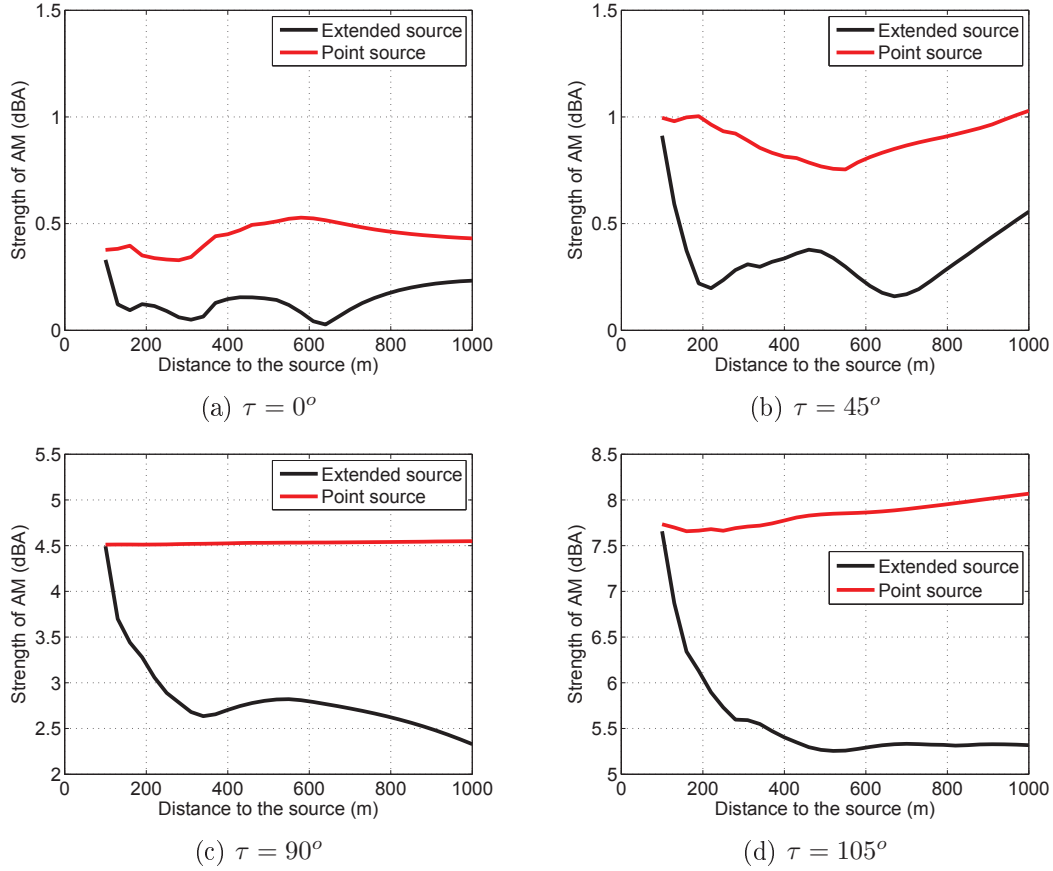 Strength of AM (dBA)
1.5
1
0.5
0
Extended source
Point source
0 200 400 600 800 1000
Distance to the source (m)
(a) τ = 0°
Strength of AM (dBA)
1.5
1
0.5
0
Extended source
Point source
0 200 400 600 800 1000
Distance to the source (m)
(b) τ = 45°
Strength of AM (dBA)
5.5
5
4.5
4
3.5
3
2.5
2
Extended source
Point source
0 200 400 600 800 1000
Distance to the source (m)
(c) τ = 90°
Strength of AM (dBA)
8.5
8
7.5
7
6.5
6
5.5
5
Extended source
Point source
0 200 400 600 800 1000
Distance to the source (m)
(d) τ = 105°